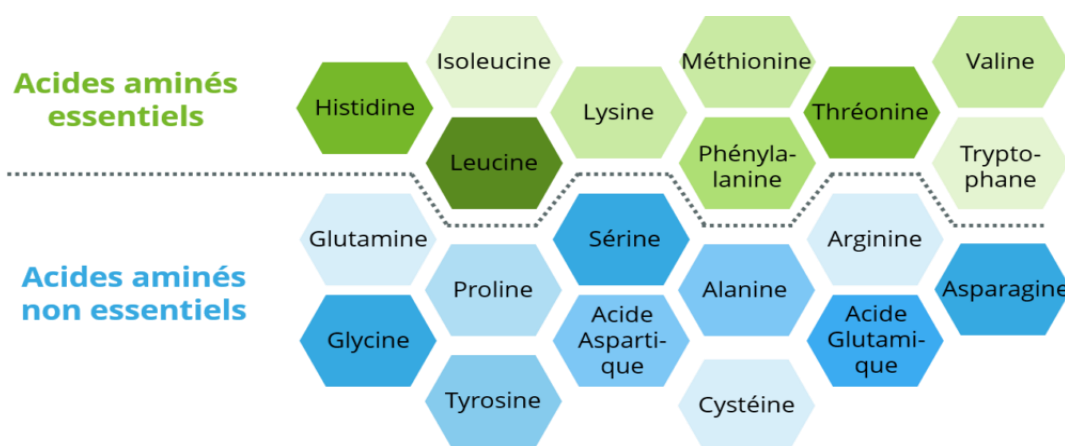 Acides aminés
essentiels
Histidine
Isoleucine
Leucine
Lysine
Méthionine
Phényla-
lanine
Thréonine
Valine
Trypto-
phane
Acides aminés
non essentiels
Glutamine
Glycine
Proline
Tyrosine
Sérine
Acide
Asparti-
que
Alanine
Cystéine
Arginine
Acide
Glutami-
que
Asparagine